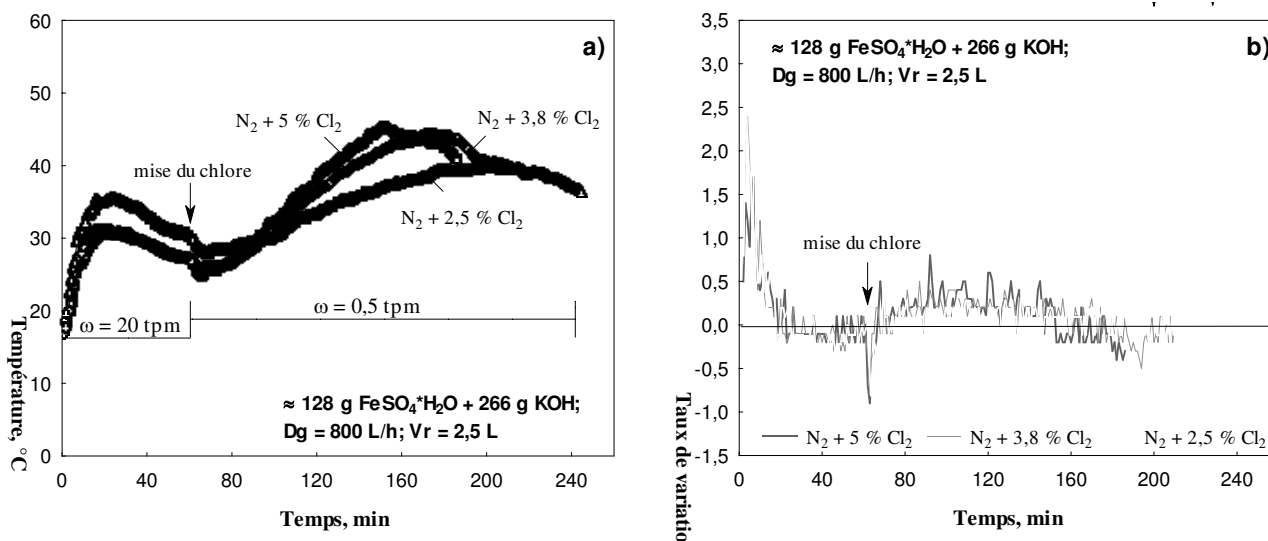 60
50
40
30
20
10
0
Température, °C
a)
N₂ + 5 % Cl₂
N₂ + 3,8 % Cl₂
mise du chlore
N₂ + 2,5 % Cl₂
ω = 20 tpm
ω = 0,5 tpm
≈ 128 g FeSO₄*H₂O + 266 g KOH;
Dg = 800 L/h; Vr = 2,5 L
0 40 80 120 160 200 240
Temps, min
3,5
3,0
2,5
2,0
1,5
1,0
0,5
0,0
-0,5
-1,0
-1,5
Taux de variatio
b)
≈ 128 g FeSO₄*H₂O + 266 g KOH;
Dg = 800 L/h; Vr = 2,5 L
mise du chlore
N₂ + 5 % Cl₂ N₂ + 3,8 % Cl₂ N₂ + 2,5 % Cl₂
0 40 80 120 160 200 240
Temps, min